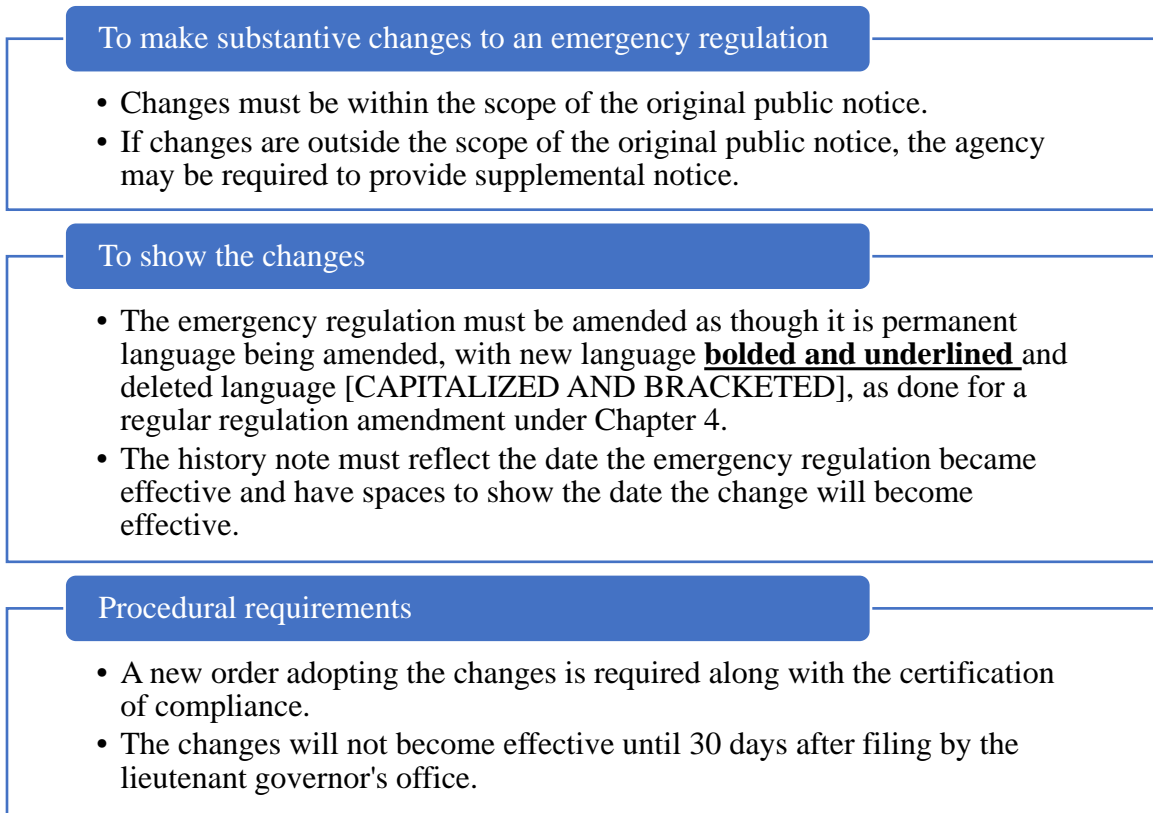 To make substantive changes to an emergency regulation
• Changes must be within the scope of the original public notice.
• If changes are outside the scope of the original public notice, the agency
may be required to provide supplemental notice.
To show the changes
• The emergency regulation must be amended as though it is permanent
language being amended, with new language bolded and underlined and
deleted language [CAPITALIZED AND BRACKETED], as done for a
regular regulation amendment under Chapter 4.
• The history note must reflect the date the emergency regulation became
effective and have spaces to show the date the change will become
effective.
Procedural requirements
• A new order adopting the changes is required along with the certification
of compliance.
• The changes will not become effective until 30 days after filing by the
lieutenant governor's office.